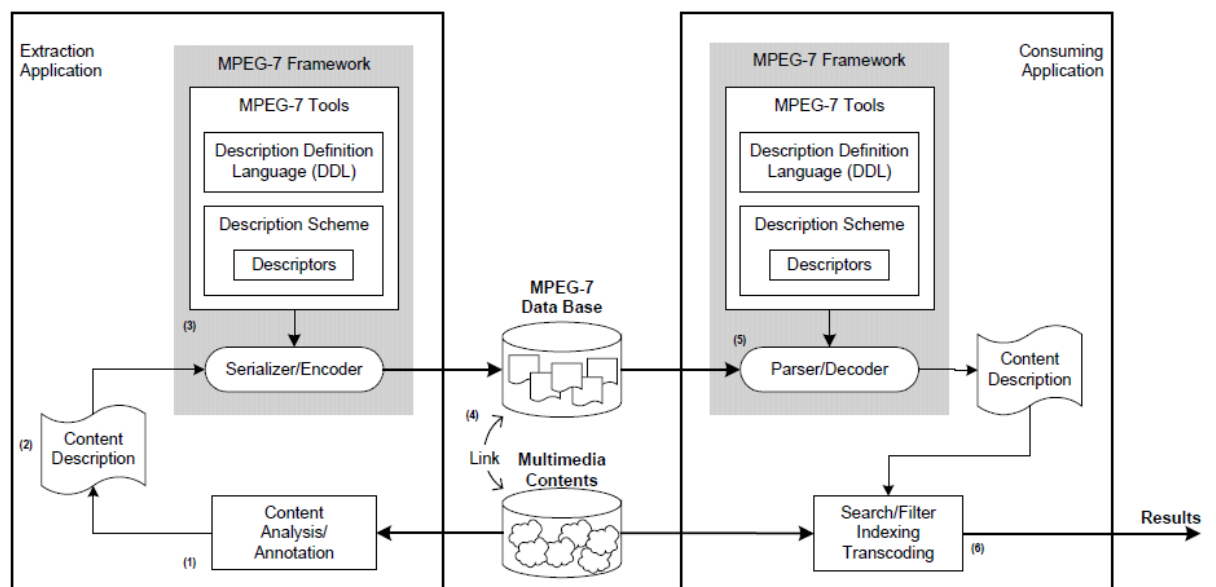 Extraction
Application
MPEG-7 Framework
MPEG-7 Tools
Description Definition
Language (DDL)
Description Scheme
Descriptors
(3)
Serializer/Encoder
(2)
Content
Description
(1)
Content
Analysis/
Annotation
MPEG-7
Data Base
(4)
Link
Multimedia
Contents
Consuming
Application
MPEG-7 Framework
MPEG-7 Tools
Description Definition
Language (DDL)
Description Scheme
Descriptors
(5)
Parser/Decoder
Content
Description
Search/Filter
Indexing
Transcoding
(6)
Results